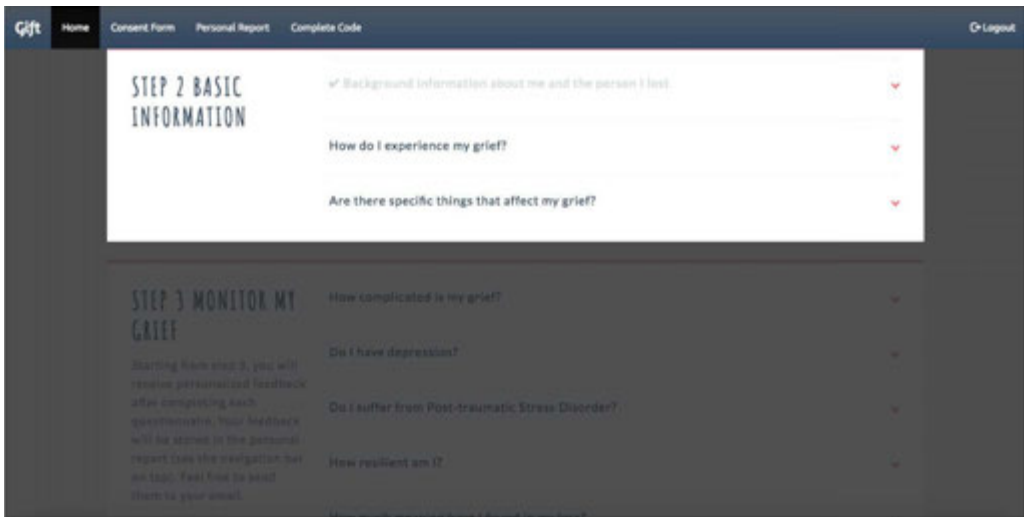 Gift Home Consent Form Personal Report Complete Code Logout
STEP 2 BASIC
INFORMATION
✔ Background information about me and the person I lost
How do I experience my grief?
Are there specific things that affect my grief?
STEP 3 MONITOR MY
GRIEF
Starting from step 3, you will
receive personalized feedback
after completing each
questionnaire. Your feedback
will be stored in the personal
report (see the navigation bar
on top). Feel free to send
them to your email.
How complicated is my grief?
Do I have depression?
Do I suffer from Post-traumatic Stress Disorder?
How resilient am I?